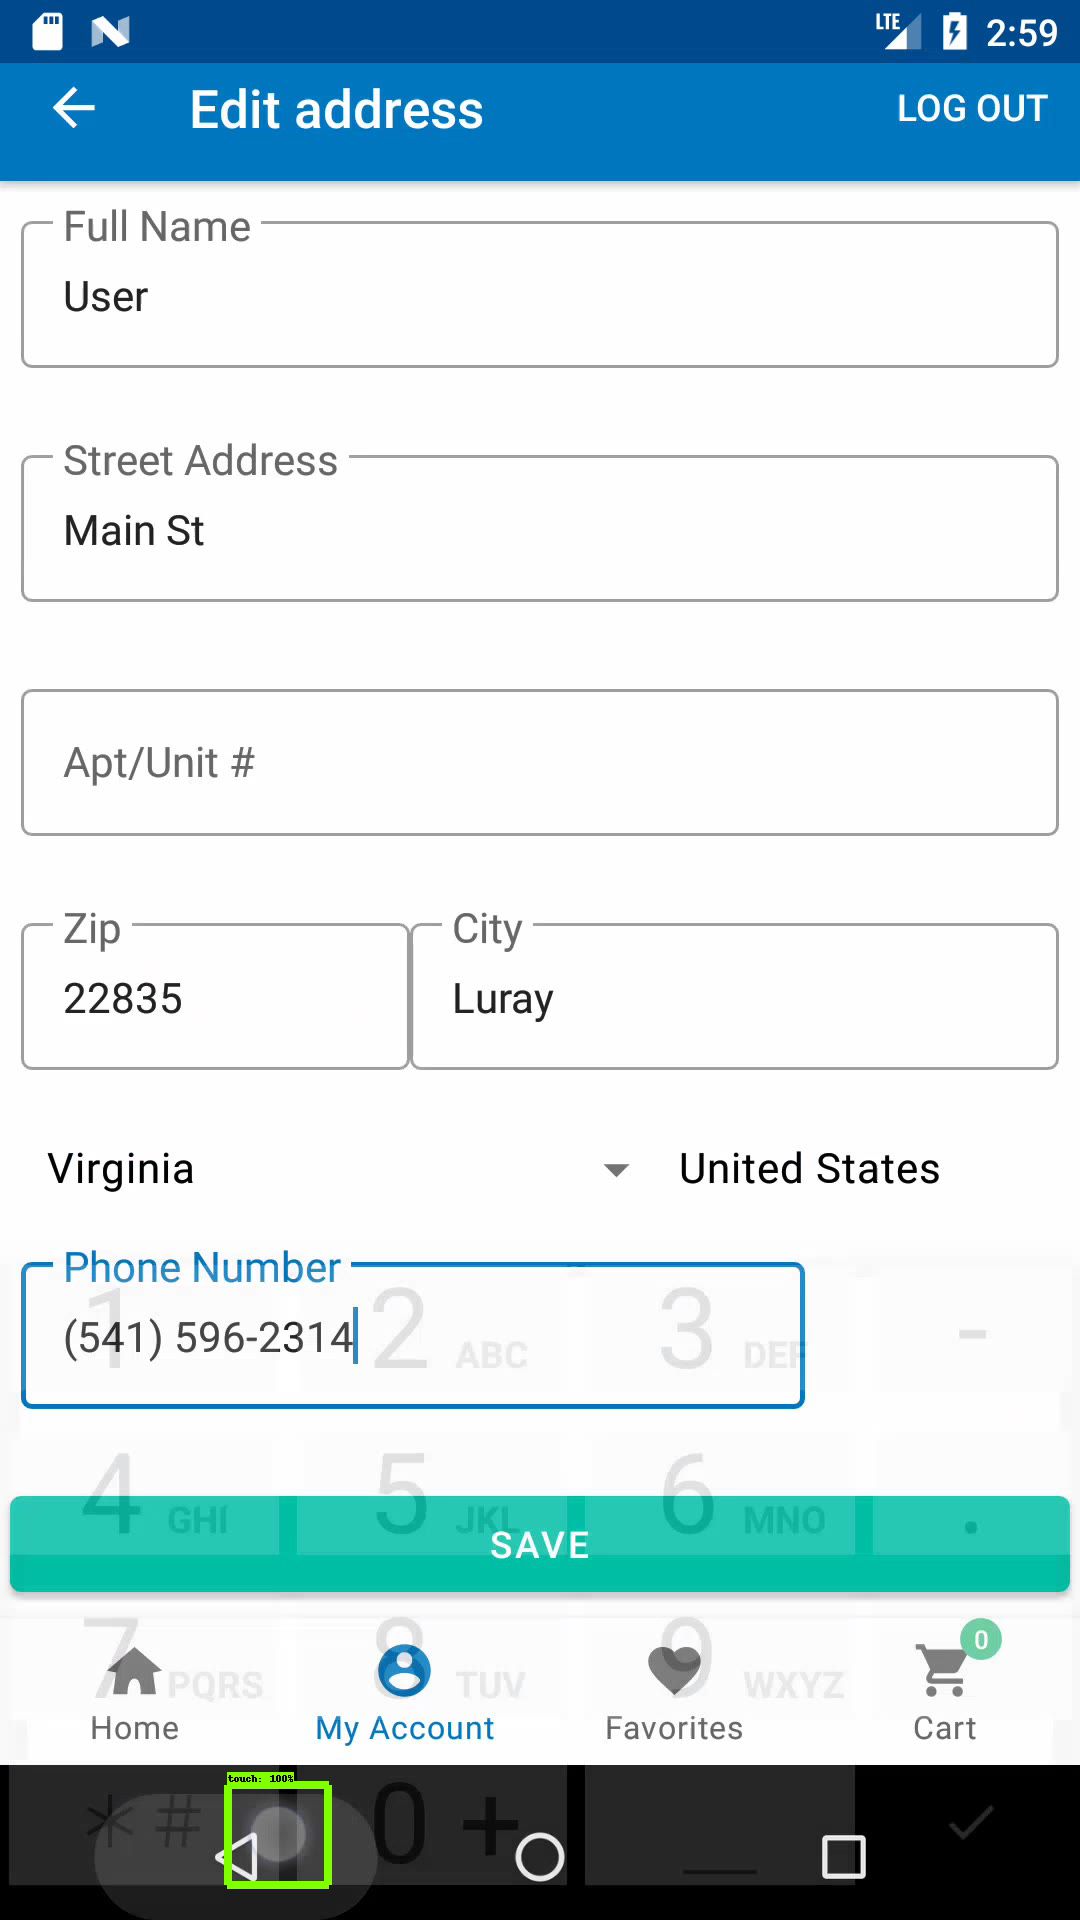 LTE 2:59
Edit address LOG OUT
Full Name
User
Street Address
Main St
Apt/Unit #
Zip City
22835 Luray
Virginia United States
Phone Number
(541) 596-2314
1 2 ABC 3 DEF -
4 GHI 5 JKL 6 MNO .
SAVE
7 PQRS 8 TUV 9 WXYZ
0
Home My Account Favorites Cart
touch: 100%
* # 0 +